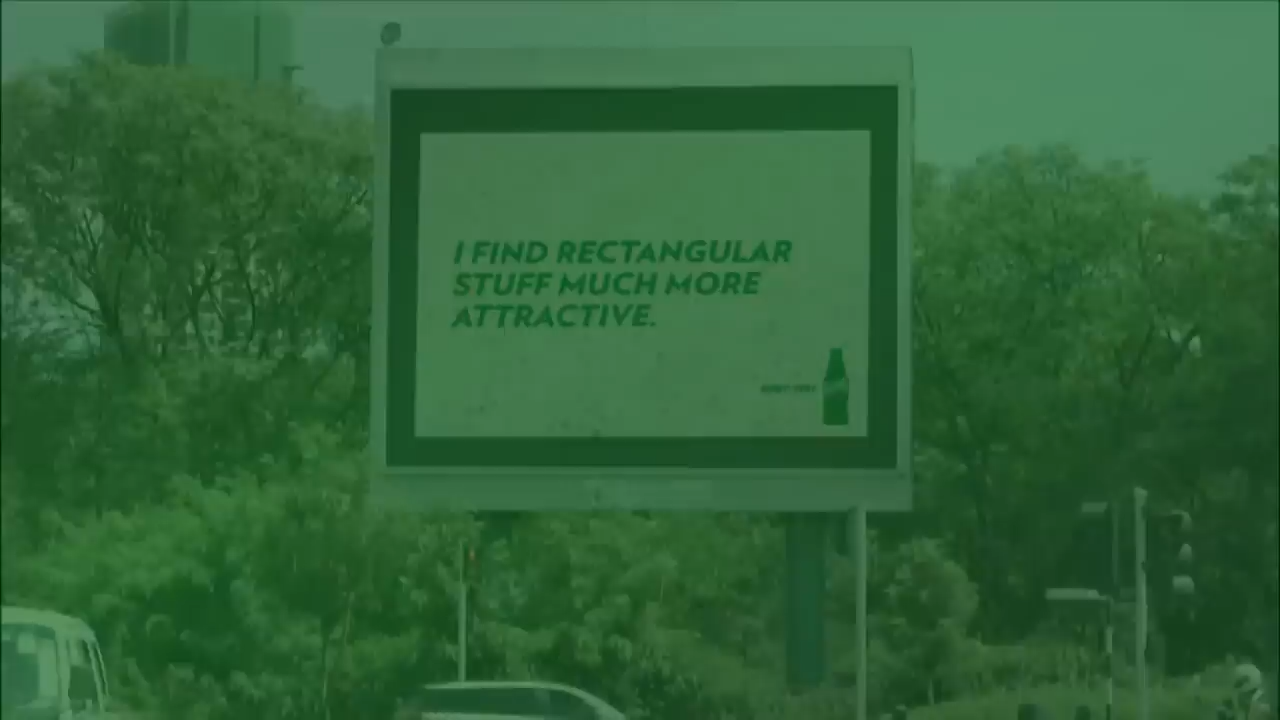 I FIND RECTANGULAR
STUFF MUCH MORE
ATTRACTIVE.